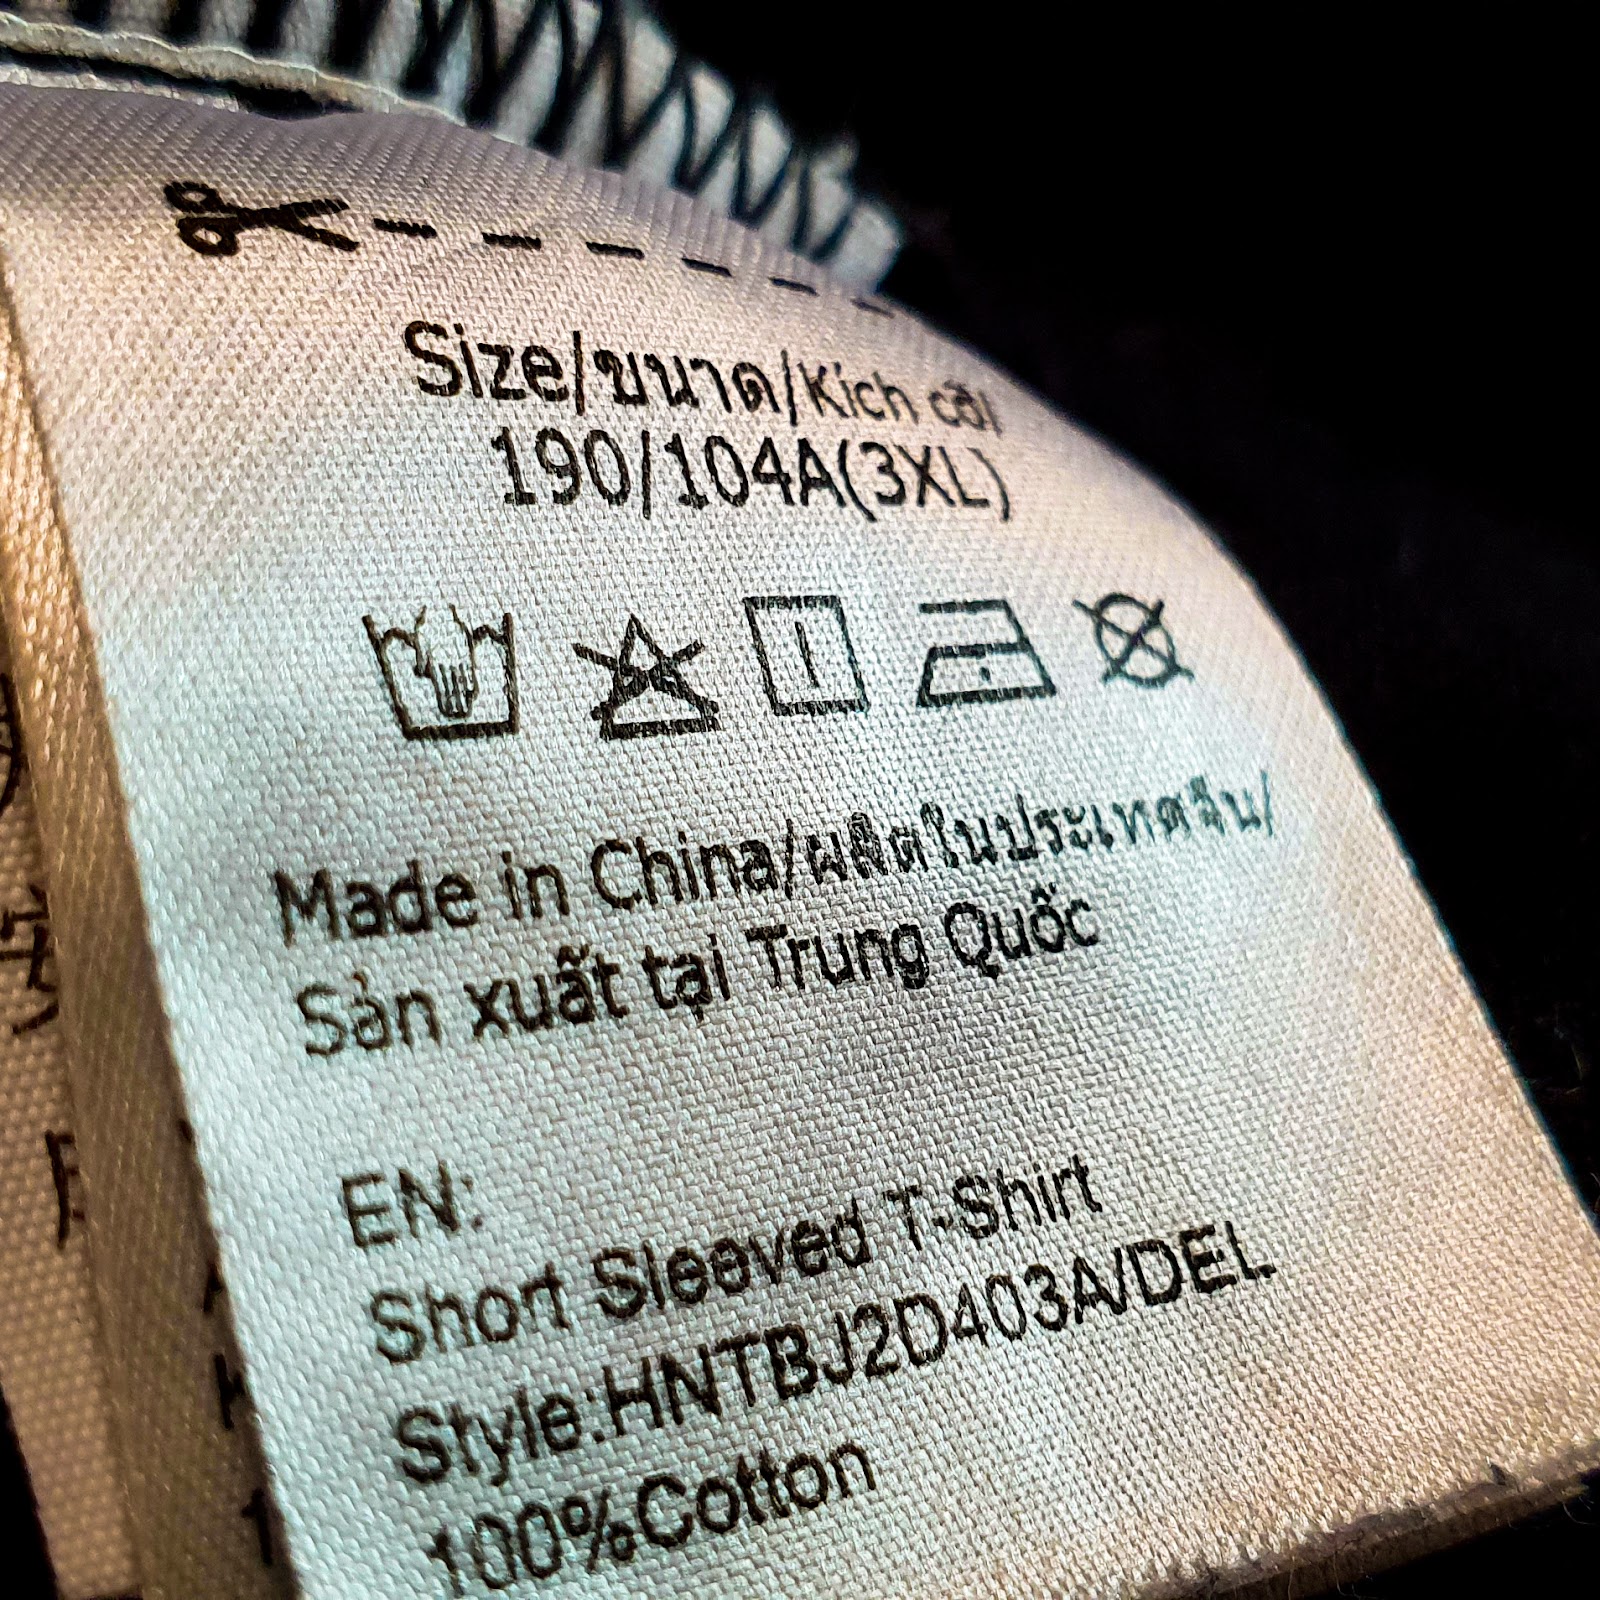 Size/ขนาด/Kích cỡ/
190/104A(3XL)
Made in China/ผลิตในประเทศจีน/
Sản xuất tại Trung Quốc
EN:
Short Sleeved T-Shirt
Style:HNTBJ2D403A/DEL
100%Cotton